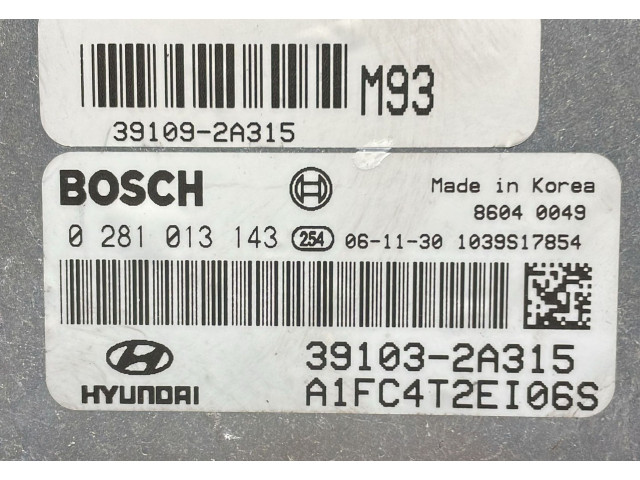 M93
39109-2A315
BOSCH
Made in Korea
8604 0049
0 281 013 143 254 06-11-30 1039S17854
39103-2A315
HYUNDAI
A1FC4T2EI06S